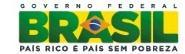 GOVERNO FEDERAL
BRASIL
PAÍS RICO É PAÍS SEM POBREZA